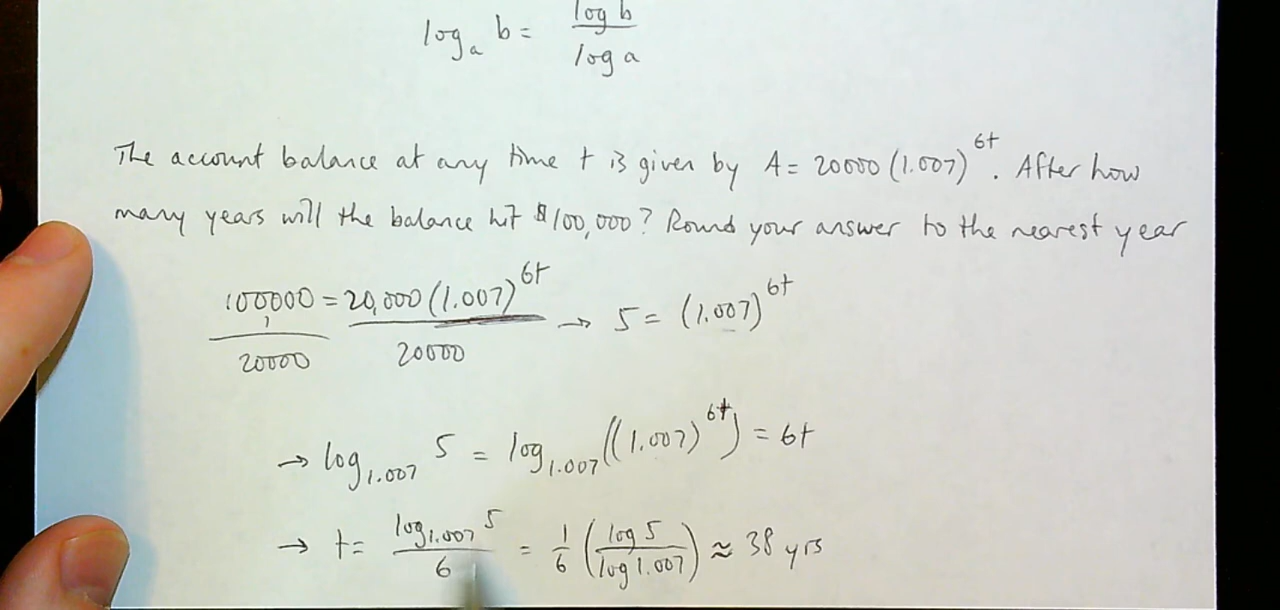 log_a b = log b / log a
The account balance at any time t is given by A = 20000 (1.007)^6t. After how
many years will the balance hit $100,000? Round your answer to the nearest year
100000 / 20000 = 20,000 (1.007)^6t / 20000 → 5 = (1.007)^6t
→ log_1.007 5 = log_1.007 ((1.007)^6t) = 6t
→ t = log_1.007 5 / 6 = 1/6 (log 5 / log 1.007) ≈ 38 yrs